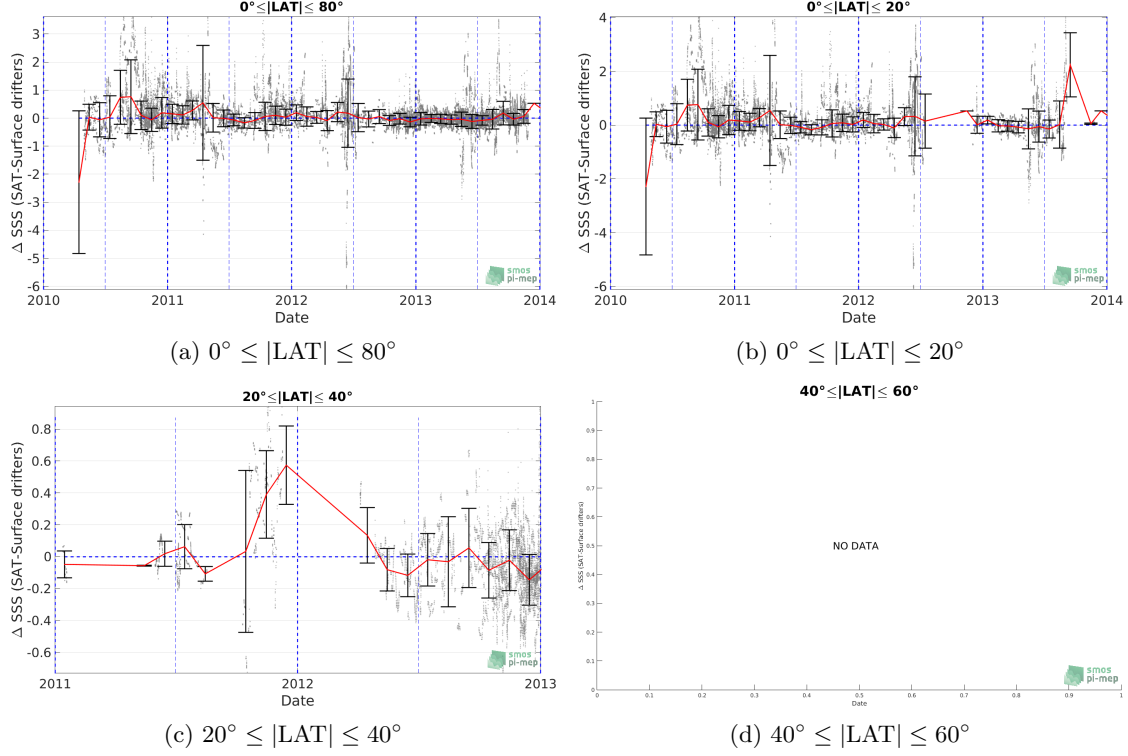 0°≤|LAT|≤ 80°
Δ SSS (SAT-Surface drifters)
3
2
1
0
-1
-2
-3
-4
-5
-6
2010
2011
2012
2013
2014
Date
smos
pi-mep
(a) 0° ≤ |LAT| ≤ 80°
0°≤|LAT|≤ 20°
Δ SSS (SAT-Surface drifters)
4
2
0
-2
-4
-6
2010
2011
2012
2013
2014
Date
smos
pi-mep
(b) 0° ≤ |LAT| ≤ 20°
20°≤|LAT|≤ 40°
Δ SSS (SAT-Surface drifters)
0.8
0.6
0.4
0.2
0
-0.2
-0.4
-0.6
2011
2012
2013
Date
smos
pi-mep
(c) 20° ≤ |LAT| ≤ 40°
40°≤|LAT|≤ 60°
Δ SSS (SAT-Surface drifters)
1
0.9
0.8
0.7
0.6
0.5
0.4
0.3
0.2
0.1
0
NO DATA
0 0.1 0.2 0.3 0.4 0.5 0.6 0.7 0.8 0.9 1
Date
smos
pi-mep
(d) 40° ≤ |LAT| ≤ 60°